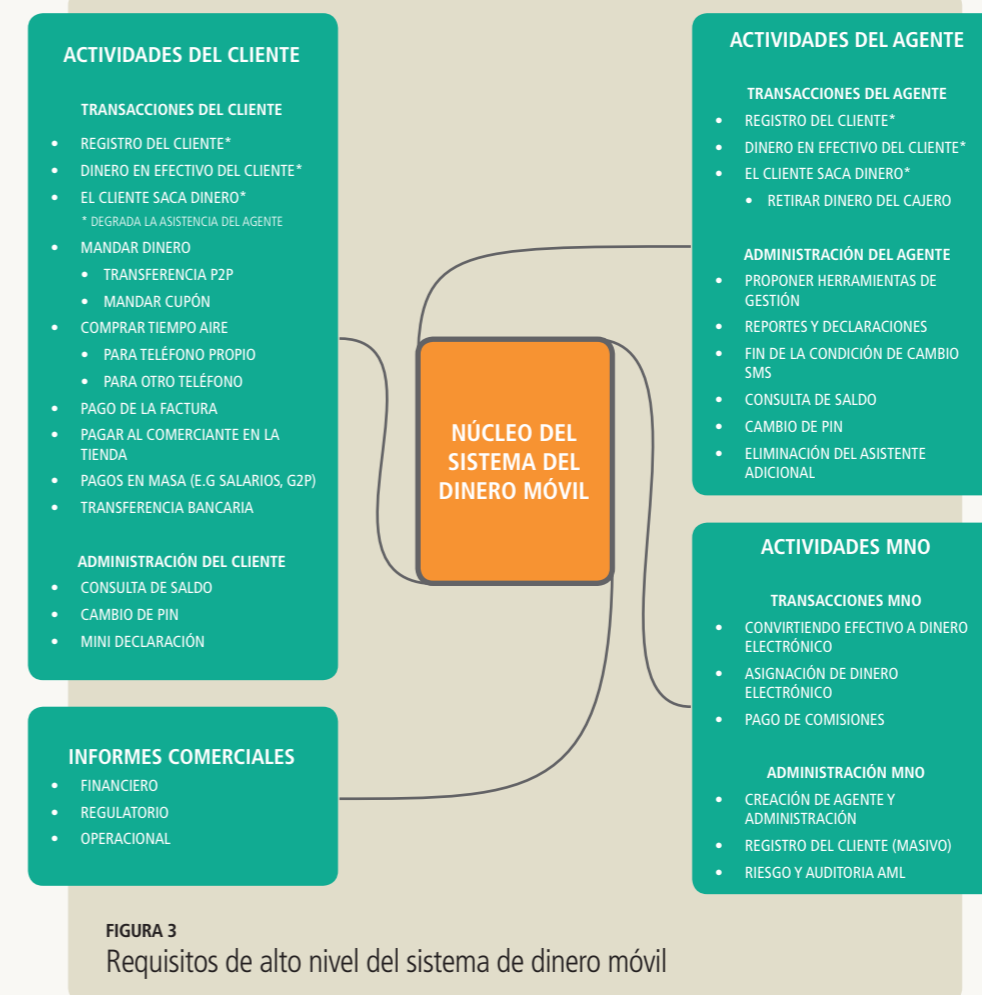 ACTIVIDADES DEL CLIENTE
TRANSACCIONES DEL CLIENTE
• REGISTRO DEL CLIENTE*
• DINERO EN EFECTIVO DEL CLIENTE*
• EL CLIENTE SACA DINERO*
* DEGRADA LA ASISTENCIA DEL AGENTE
• MANDAR DINERO
• TRANSFERENCIA P2P
• MANDAR CUPÓN
• COMPRAR TIEMPO AIRE
• PARA TELÉFONO PROPIO
• PARA OTRO TELÉFONO
• PAGO DE LA FACTURA
• PAGAR AL COMERCIANTE EN LA
TIENDA
• PAGOS EN MASA (E.G SALARIOS, G2P)
• TRANSFERENCIA BANCARIA
ADMINISTRACIÓN DEL CLIENTE
• CONSULTA DE SALDO
• CAMBIO DE PIN
• MINI DECLARACIÓN
INFORMES COMERCIALES
• FINANCIERO
• REGULATORIO
• OPERACIONAL
NÚCLEO DEL
SISTEMA DEL
DINERO MÓVIL
ACTIVIDADES DEL AGENTE
TRANSACCIONES DEL AGENTE
• REGISTRO DEL CLIENTE*
• DINERO EN EFECTIVO DEL CLIENTE*
• EL CLIENTE SACA DINERO*
• RETIRAR DINERO DEL CAJERO
ADMINISTRACIÓN DEL AGENTE
• PROPONER HERRAMIENTAS DE
GESTIÓN
• REPORTES Y DECLARACIONES
• FIN DE LA CONDICIÓN DE CAMBIO
SMS
• CONSULTA DE SALDO
• CAMBIO DE PIN
• ELIMINACIÓN DEL ASISTENTE
ADICIONAL
ACTIVIDADES MNO
TRANSACCIONES MNO
• CONVIRTIENDO EFECTIVO A DINERO
ELECTRÓNICO
• ASIGNACIÓN DE DINERO
ELECTRÓNICO
• PAGO DE COMISIONES
ADMINISTRACIÓN MNO
• CREACIÓN DE AGENTE Y
ADMINISTRACIÓN
• REGISTRO DEL CLIENTE (MASIVO)
• RIESGO Y AUDITORIA AML
FIGURA 3
Requisitos de alto nivel del sistema de dinero móvil